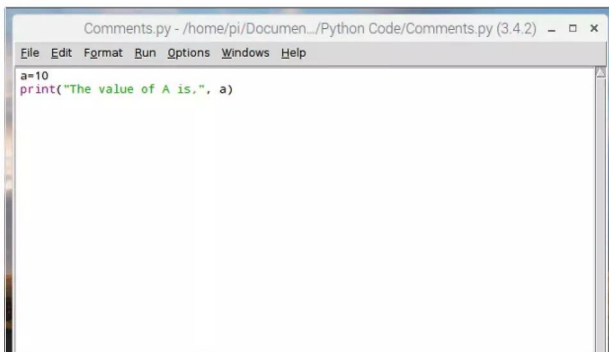 Comments.py - /home/pi/Documen.../Python Code/Comments.py (3.4.2)
File Edit Format Run Options Windows Help
a=10
print("The value of A is,", a)